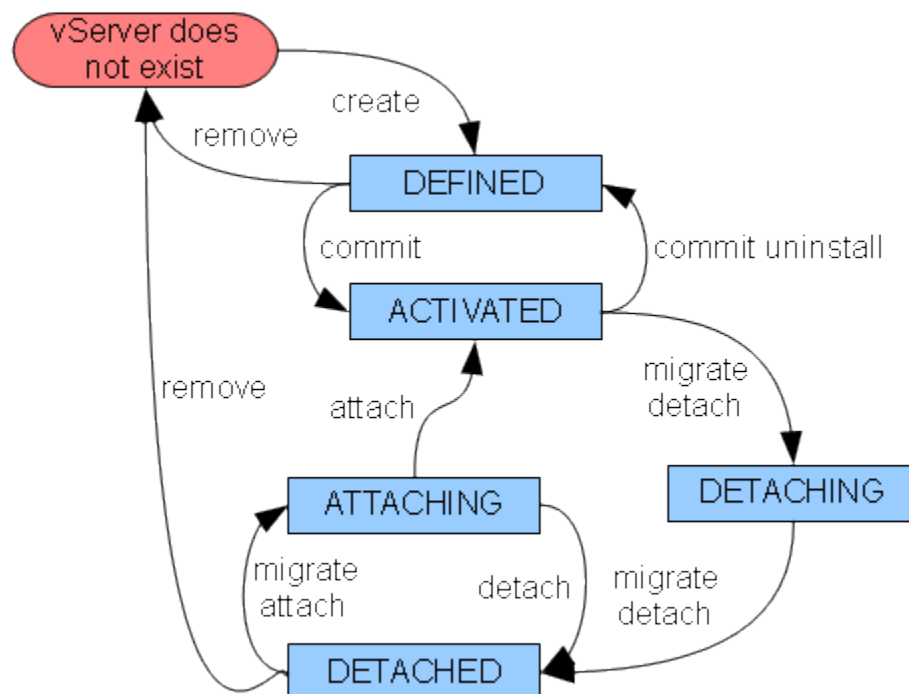 vServer does
not exist
create
remove
DEFINED
commit
commit uninstall
ACTIVATED
migrate
detach
remove
attach
ATTACHING
DETACHING
migrate
attach
detach
migrate
detach
DETACHED